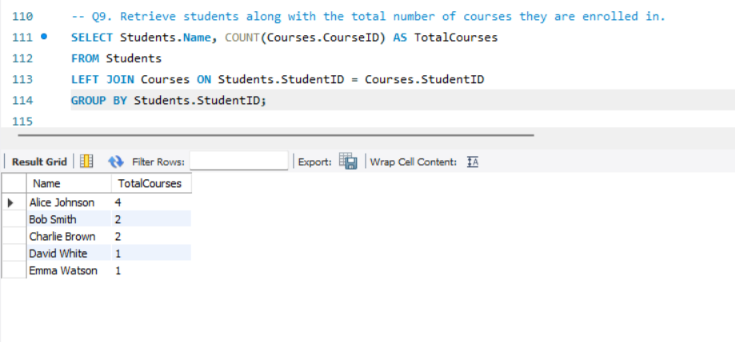 110 -- Q9. Retrieve students along with the total number of courses they are enrolled in.
111 SELECT Students.Name, COUNT(Courses.CourseID) AS TotalCourses
112 FROM Students
113 LEFT JOIN Courses ON Students.StudentID = Courses.StudentID
114 GROUP BY Students.StudentID;
115
Result Grid Filter Rows: Export: Wrap Cell Content:
Name TotalCourses
Alice Johnson 4
Bob Smith 2
Charlie Brown 2
David White 1
Emma Watson 1